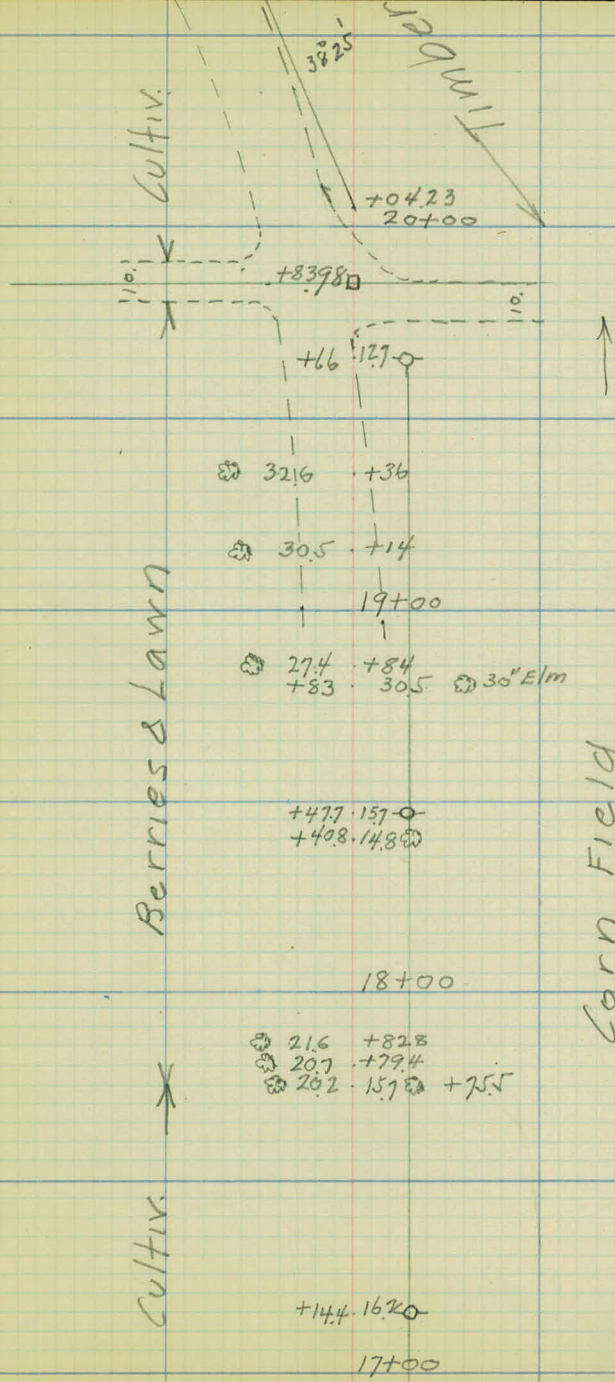 38°25'
Timber
Cultiv.
+04.23
20+00
10.
+83.98
10.
+66 12.7
32.6 +36
30.5 +14
19+00
27.4 +84
+83 30.5 30" Elm
Berries & Lawn
+47.7 15.7
+40.8 14.8
Corn Field
18+00
21.6 +82.8
20.7 +79.4
20.2 15.7 +75.5
Cultiv.
+14.4 16.2
17+00